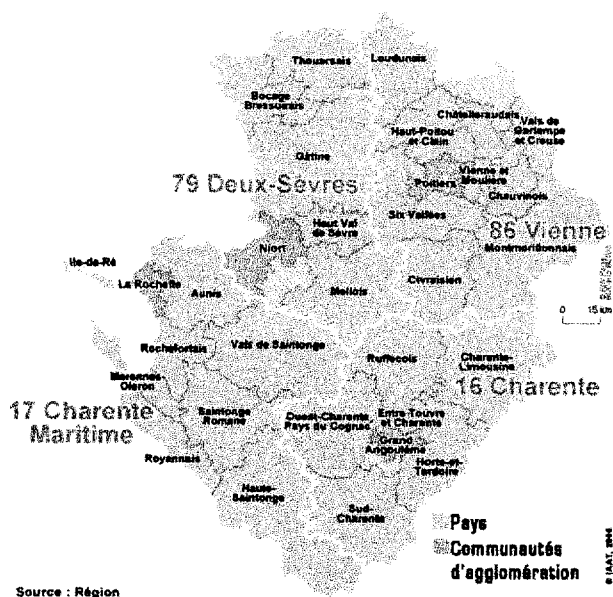 Thouarsais
Loudunais
Bocage
Bressuirais
Châtelleraudais
Vals de
Gartempe
et Creuse
Haut-Poitou
et Clain
Gâtine
Vienne et
Moulière
Poitiers
Chauvinois
79 Deux-Sèvres
Haut Val
de Sèvre
Six Vallées
86 Vienne
Niort
Montmorillonnais
Ile-de-Ré
La Rochelle
Aunis
Mellois
Civraisien
0 15 km
Rochefortais
Vals de Saintonge
Ruffecois
Charente-
Limousine
Marennes-
Oléron
16 Charente
17 Charente
Maritime
Saintonge
Romane
Ouest-Charente
Pays du Cognac
Entre Touvre
et Charente
Grand
Angoulême
Horte-et-
Tardoire
Royannais
Haute-
Saintonge
Sud-
Charente
Pays
Communautés
d'agglomération
Source : Région